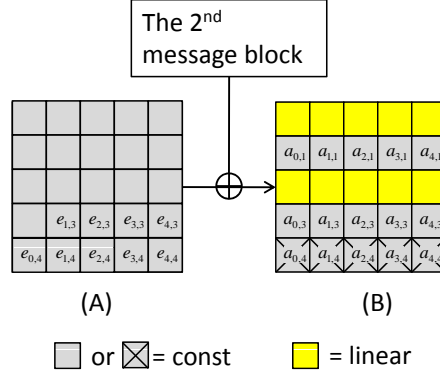 The 2nd
message block
a0,1 a1,1 a2,1 a3,1 a4,1
e1,3 e2,3 e3,3 e4,3
a0,3 a1,3 a2,3 a3,3 a4,3
e0,4 e1,4 e2,4 e3,4 e4,4
a0,4 a1,4 a2,4 a3,4 a4,4
(A)
(B)
or = const = linear